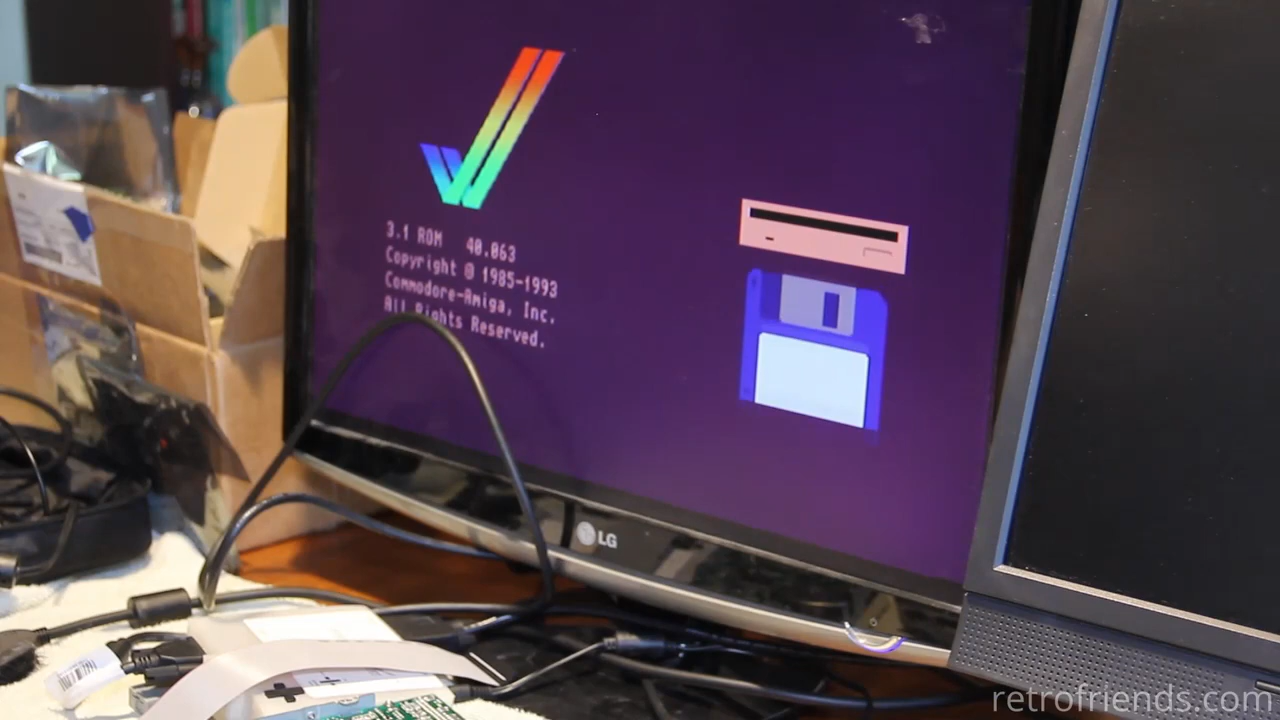 3.1 ROM 40.063
Copyright © 1985-1993
Commodore-Amiga, Inc.
All Rights Reserved.
LG
retrofriends.com